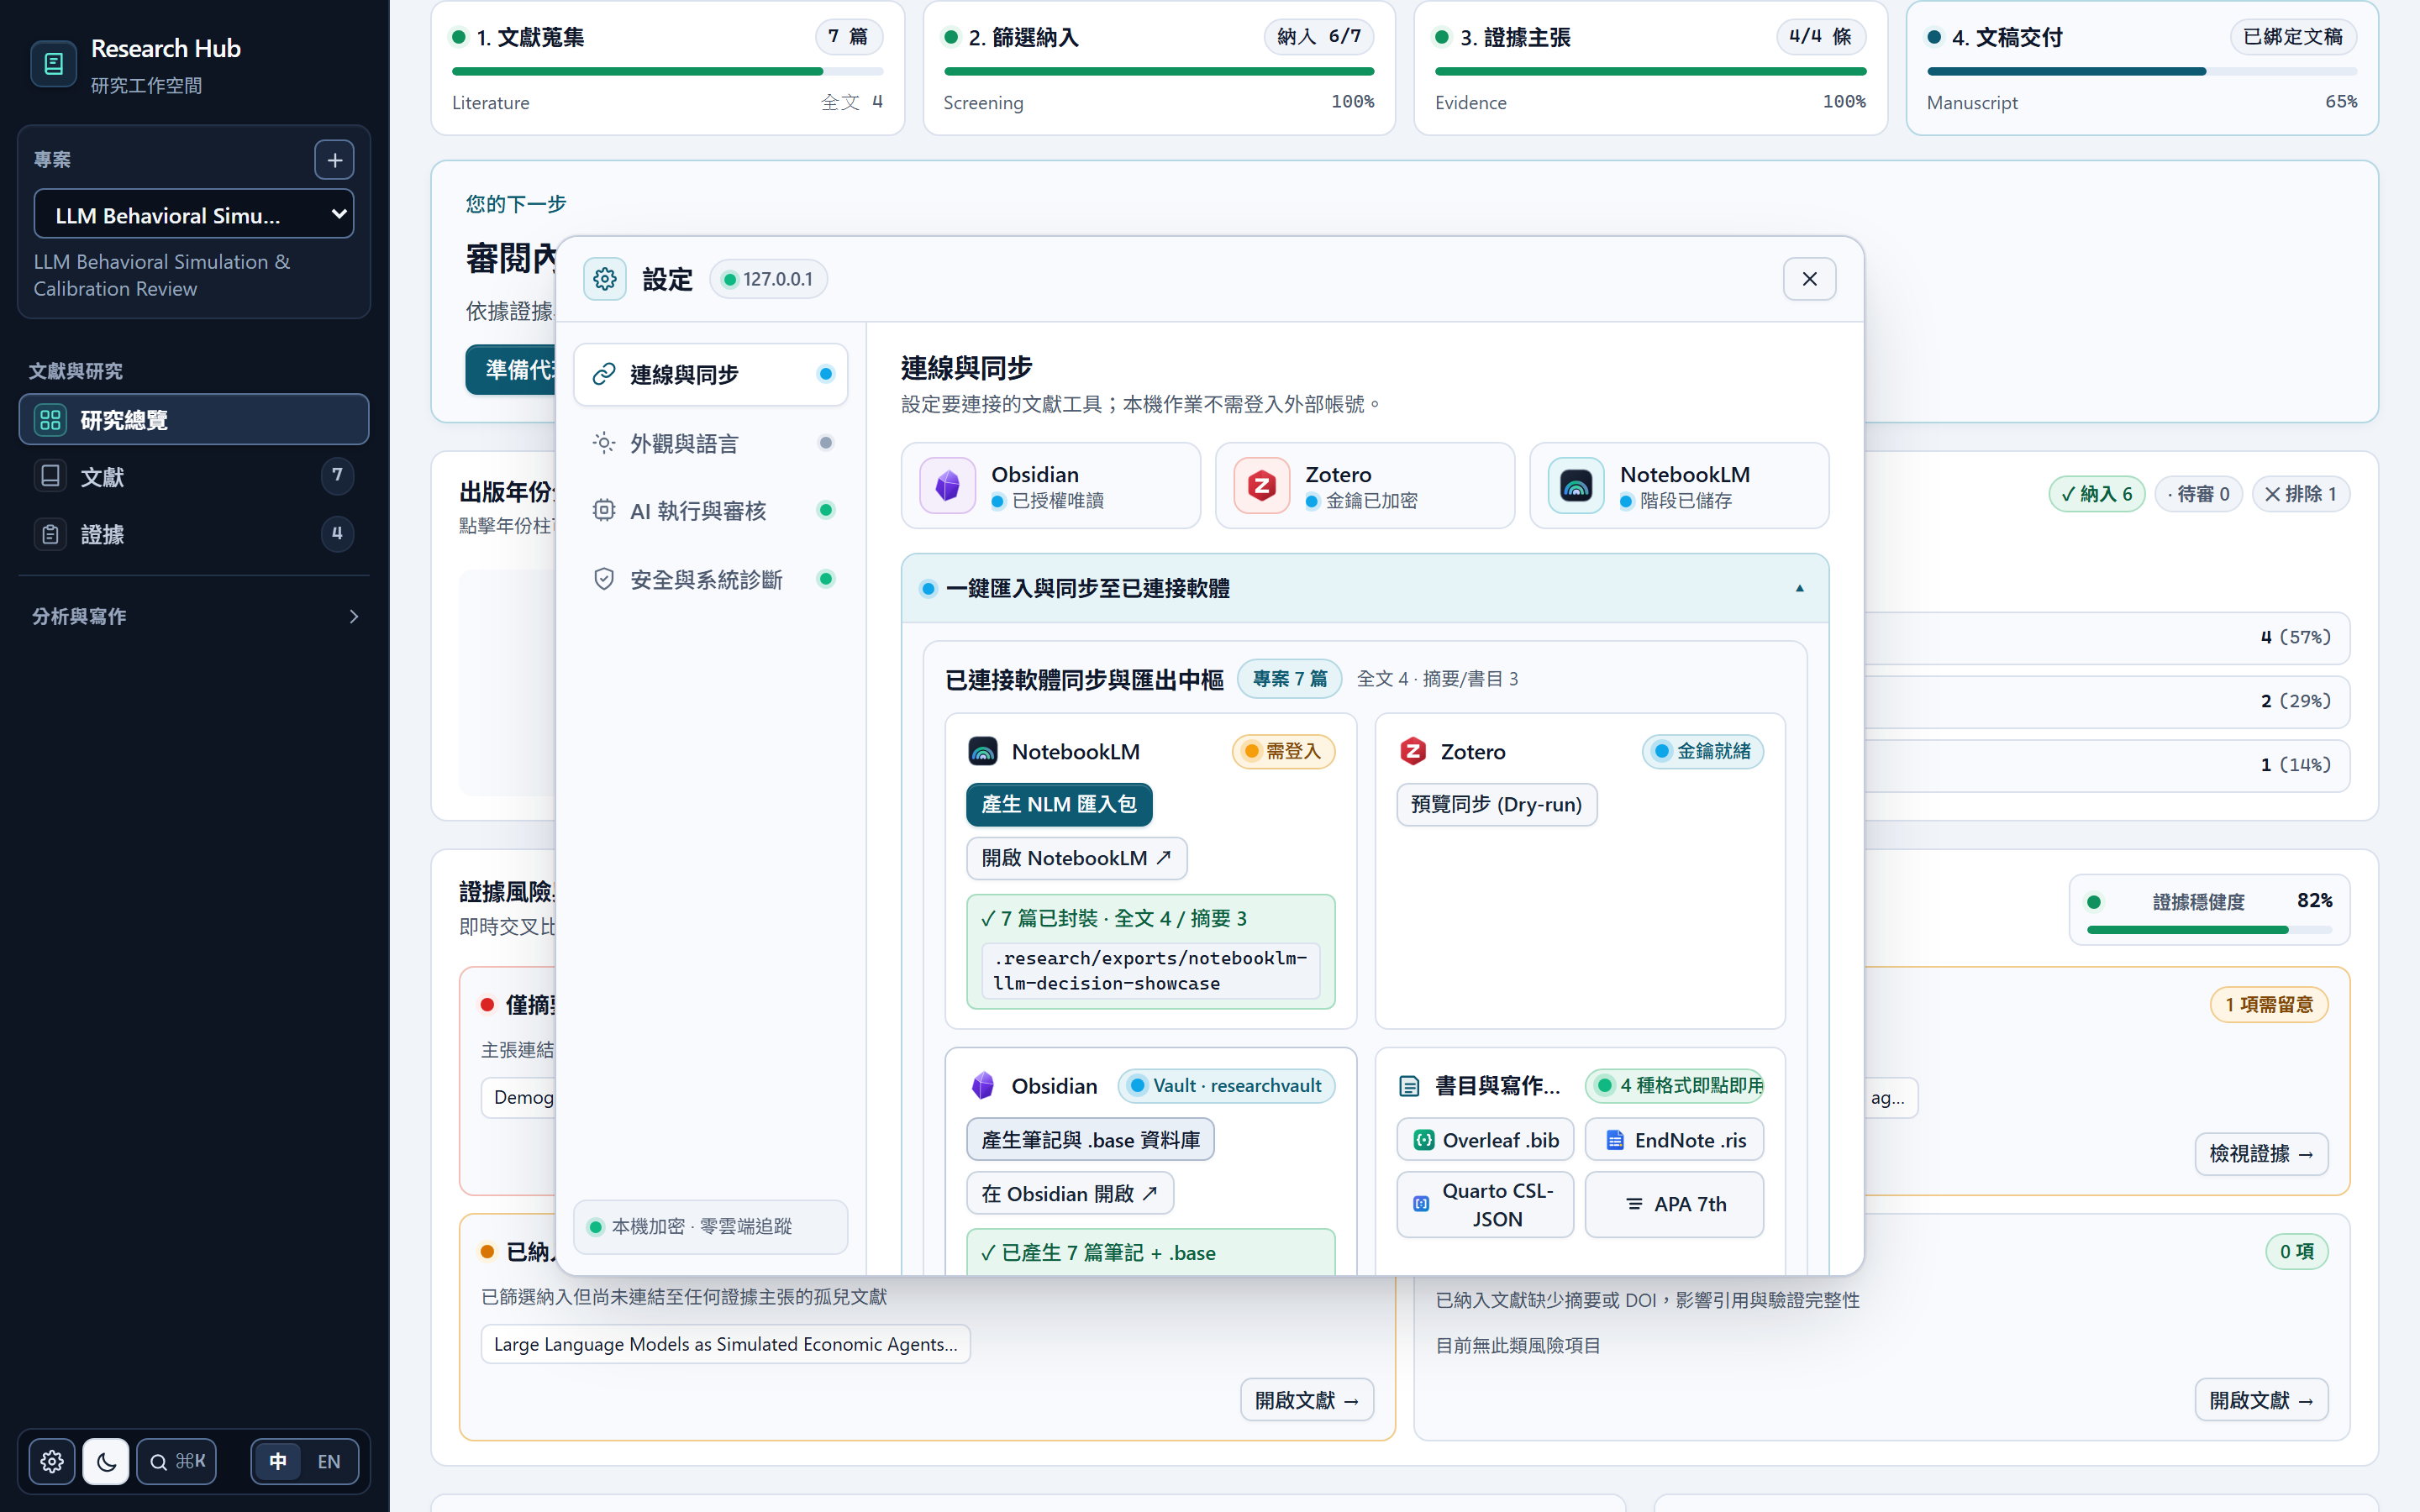 Research Hub
研究工作空間
專案
LLM Behavioral Simu...
LLM Behavioral Simulation &
Calibration Review
文獻與研究
研究總覽
文獻 7
證據 4
分析與寫作
⌘K
中 EN
1. 文獻蒐集 7 篇
Literature 全文 4
2. 篩選納入 納入 6/7
Screening 100%
3. 證據主張 4/4 條
Evidence 100%
4. 文稿交付 已綁定文稿
Manuscript 65%
您的下一步
審閱內
依據證據
準備代
出版年份
點擊年份柱
✓納入 6 · 待審 0 ×排除 1
4 (57%)
2 (29%)
1 (14%)
證據風險
即時交叉比
證據穩健度 82%
僅摘要
主張連結
Demog
1 項需留意
ag...
檢視證據 →
已納
已篩選納入但尚未連結至任何證據主張的孤兒文獻
Large Language Models as Simulated Economic Agents...
開啟文獻 →
0 項
已納入文獻缺少摘要或 DOI，影響引用與驗證完整性
目前無此類風險項目
開啟文獻 →
設定 127.0.0.1
連線與同步
外觀與語言
AI 執行與審核
安全與系統診斷
本機加密 · 零雲端追蹤
連線與同步
設定要連接的文獻工具；本機作業不需登入外部帳號。
Obsidian
已授權唯讀
Zotero
金鑰已加密
NotebookLM
階段已儲存
一鍵匯入與同步至已連接軟體
已連接軟體同步與匯出中樞 專案 7 篇 全文 4 · 摘要/書目 3
NotebookLM 需登入
產生 NLM 匯入包
開啟 NotebookLM ↗
✓ 7 篇已封裝 · 全文 4 / 摘要 3
.research/exports/notebooklm-
llm-decision-showcase
Zotero 金鑰就緒
預覽同步 (Dry-run)
Obsidian Vault · researchvault
產生筆記與 .base 資料庫
在 Obsidian 開啟 ↗
✓ 已產生 7 篇筆記 + .base
書目與寫作... 4 種格式即點即用
Overleaf .bib
EndNote .ris
Quarto CSL-
JSON
APA 7th